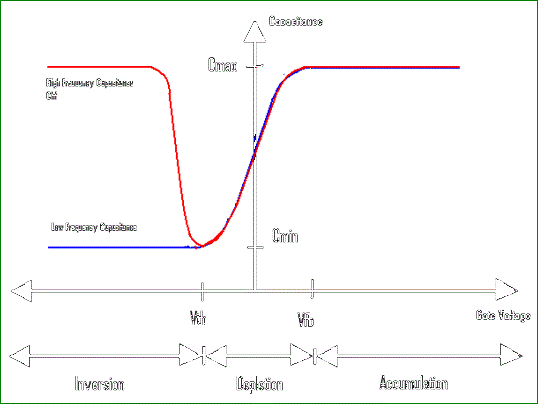 Capacitance
Cmax
High Frequency Capacitance
Low Frequency Capacitance
Cmin
Vth
Vfb
Gate Voltage
Inversion
Depletion
Accumulation